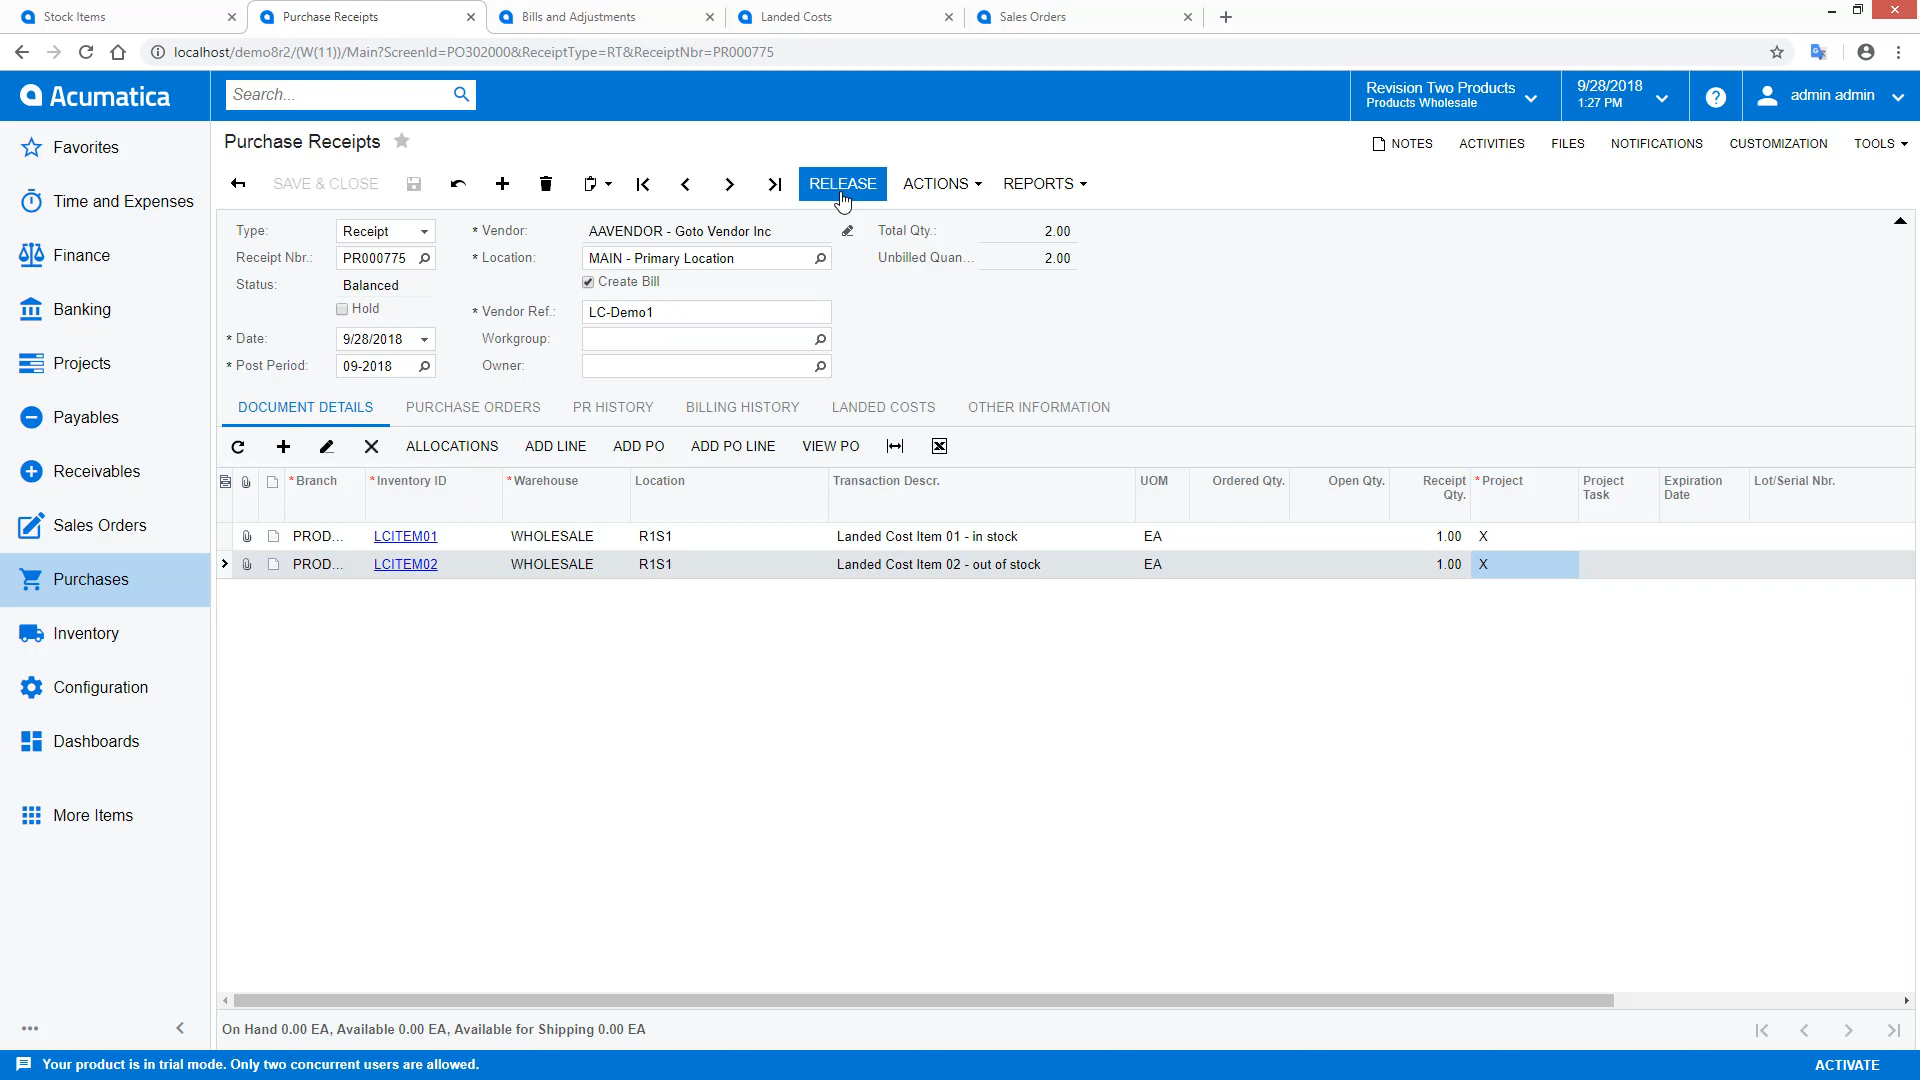 Stock Items
Purchase Receipts
Bills and Adjustments
Landed Costs
Sales Orders
localhost/demo8r2/(W(11))/Main?ScreenId=PO302000&ReceiptType=RT&ReceiptNbr=PR000775
Acumatica
Search...
Revision Two Products
Products Wholesale
9/28/2018
1:27 PM
?
admin admin
Favorites
Time and Expenses
Finance
Banking
Projects
Payables
Receivables
Sales Orders
Purchases
Inventory
Configuration
Dashboards
More Items
Purchase Receipts
NOTES ACTIVITIES FILES NOTIFICATIONS CUSTOMIZATION TOOLS
SAVE & CLOSE RELEASE ACTIONS REPORTS
Type: Receipt * Vendor: AAVENDOR - Goto Vendor Inc Total Qty.: 2.00
Receipt Nbr.: PR000775 * Location: MAIN - Primary Location Unbilled Quan... 2.00
Status: Balanced Create Bill
Hold * Vendor Ref.: LC-Demo1
* Date: 9/28/2018 Workgroup:
* Post Period: 09-2018 Owner:
DOCUMENT DETAILS PURCHASE ORDERS PR HISTORY BILLING HISTORY LANDED COSTS OTHER INFORMATION
ALLOCATIONS ADD LINE ADD PO ADD PO LINE VIEW PO
* Branch * Inventory ID * Warehouse Location Transaction Descr. UOM Ordered Qty. Open Qty. Receipt Qty. * Project Project Task Expiration Date Lot/Serial Nbr.
PROD... LCITEM01 WHOLESALE R1S1 Landed Cost Item 01 - in stock EA 1.00 X
PROD... LCITEM02 WHOLESALE R1S1 Landed Cost Item 02 - out of stock EA 1.00 X
On Hand 0.00 EA, Available 0.00 EA, Available for Shipping 0.00 EA
Your product is in trial mode. Only two concurrent users are allowed. ACTIVATE